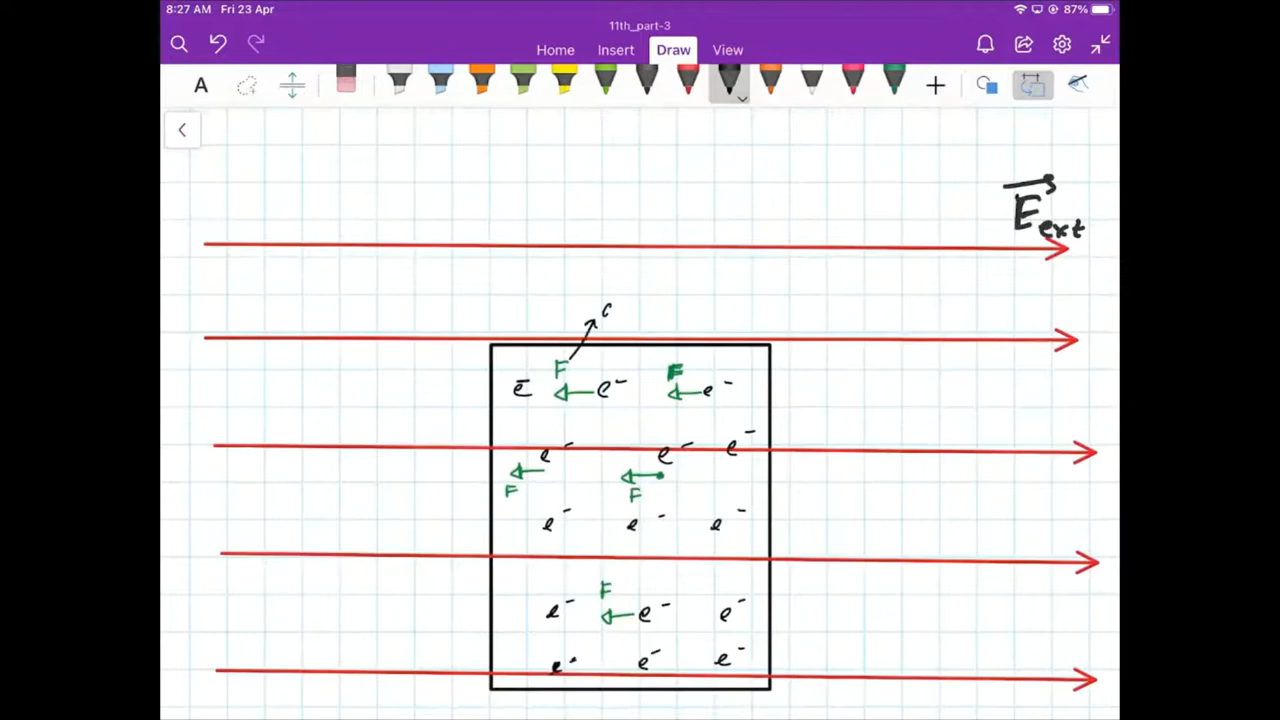 8:27 AM Fri 23 Apr
87%
11th_part-3
Home Insert Draw View
A
E ext
F F
e⁻ e⁻ e⁻
e⁻ e⁻ e⁻
F F
e⁻ e⁻ e⁻
F
e⁻ e⁻ e⁻
e⁻ e⁻ e⁻